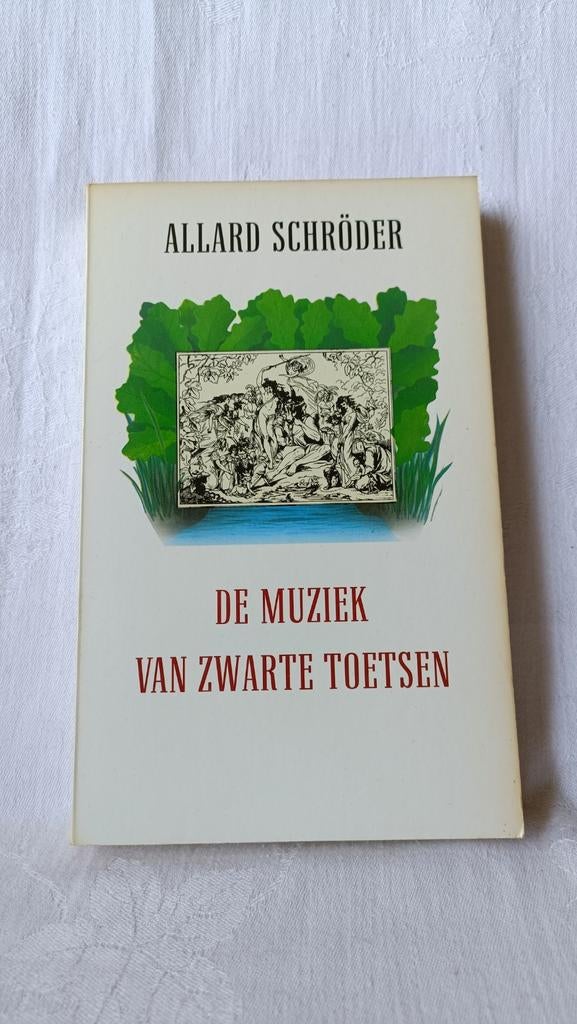 ALLARD SCHRÖDER
DE MUZIEK
VAN ZWARTE TOETSEN